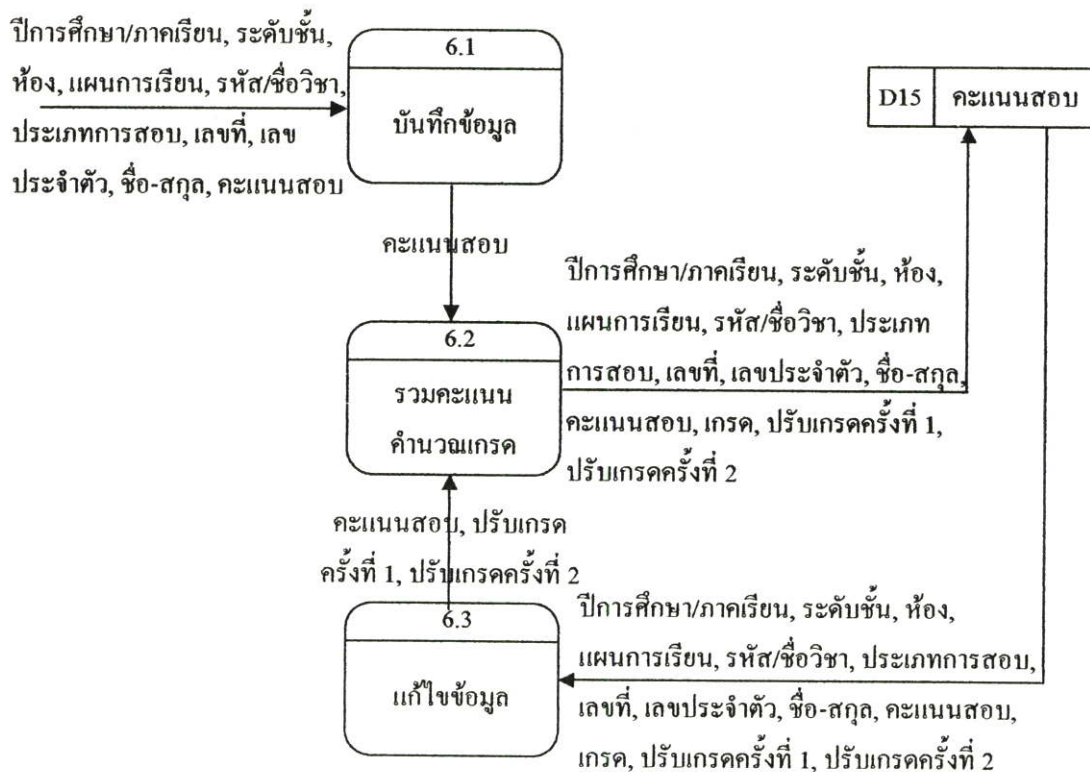 ปีการศึกษา/ภาคเรียน, ระดับชั้น,
ห้อง, แผนการเรียน, รหัส/ชื่อวิชา,
ประเภทการสอบ, เลขที่, เลข
ประจำตัว, ชื่อ-สกุล, คะแนนสอบ
6.1
บันทึกข้อมูล
D15
คะแนนสอบ
คะแนนสอบ
ปีการศึกษา/ภาคเรียน, ระดับชั้น, ห้อง,
แผนการเรียน, รหัส/ชื่อวิชา, ประเภท
การสอบ, เลขที่, เลขประจำตัว, ชื่อ-สกุล,
คะแนนสอบ, เกรด, ปรับเกรดครั้งที่ 1,
ปรับเกรดครั้งที่ 2
6.2
รวมคะแนน
คำนวณเกรด
คะแนนสอบ, ปรับเกรด
ครั้งที่ 1, ปรับเกรดครั้งที่ 2
6.3
แก้ไขข้อมูล
ปีการศึกษา/ภาคเรียน, ระดับชั้น, ห้อง,
แผนการเรียน, รหัส/ชื่อวิชา, ประเภทการสอบ,
เลขที่, เลขประจำตัว, ชื่อ-สกุล, คะแนนสอบ,
เกรด, ปรับเกรดครั้งที่ 1, ปรับเกรดครั้งที่ 2